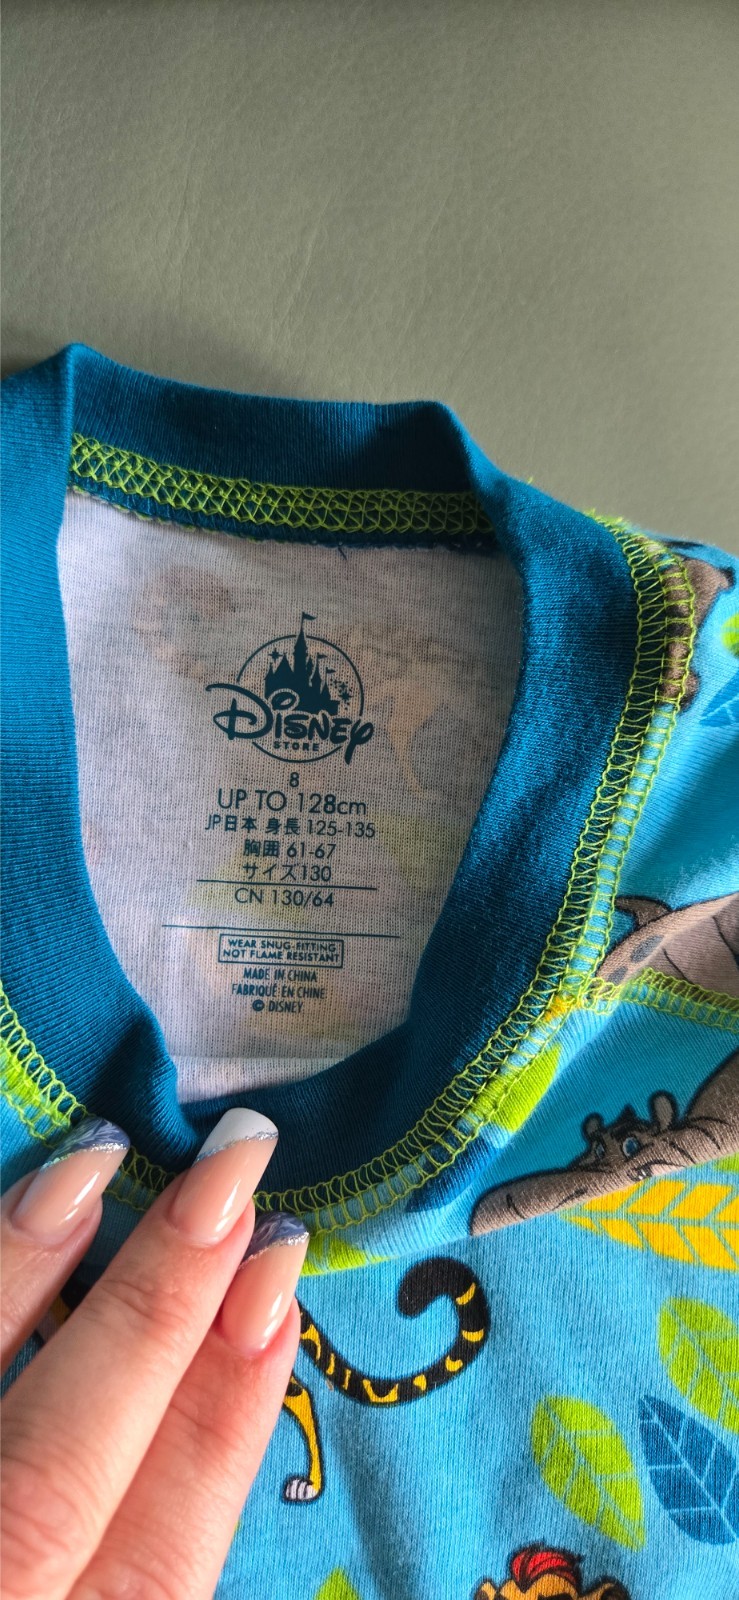 Disney
STORE
8
UP TO 128cm
JP日本 身長 125-135
胸囲 61-67
サイズ130
CN 130/64
WEAR SNUG-FITTING
NOT FLAME RESISTANT
MADE IN CHINA
FABRIQUÉ EN CHINE
© DISNEY